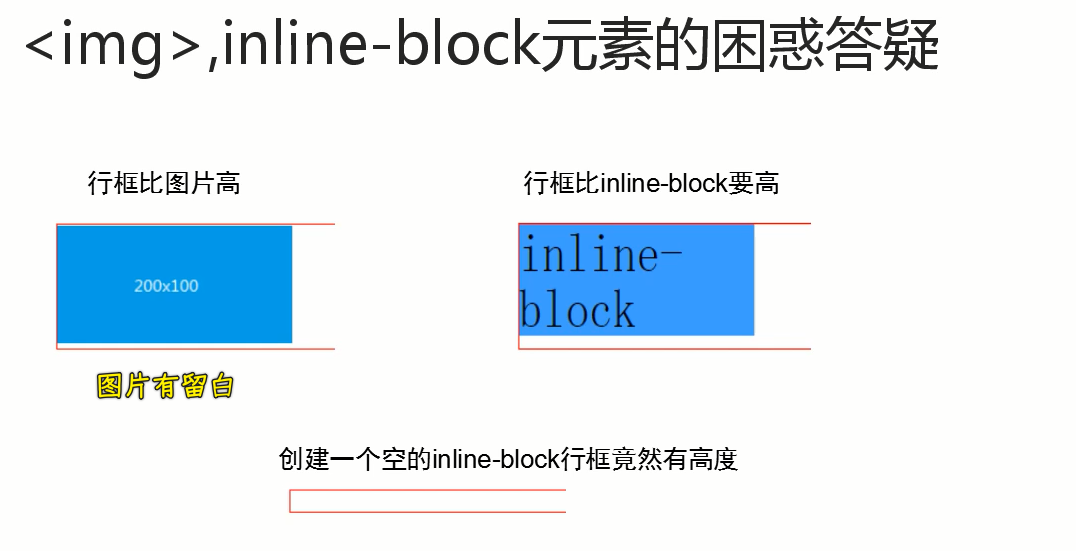 <img>,inline-block元素的困惑答疑
行框比图片高
行框比inline-block要高
200x100
inline-
block
图片有留白
创建一个空的inline-block行框竟然有高度